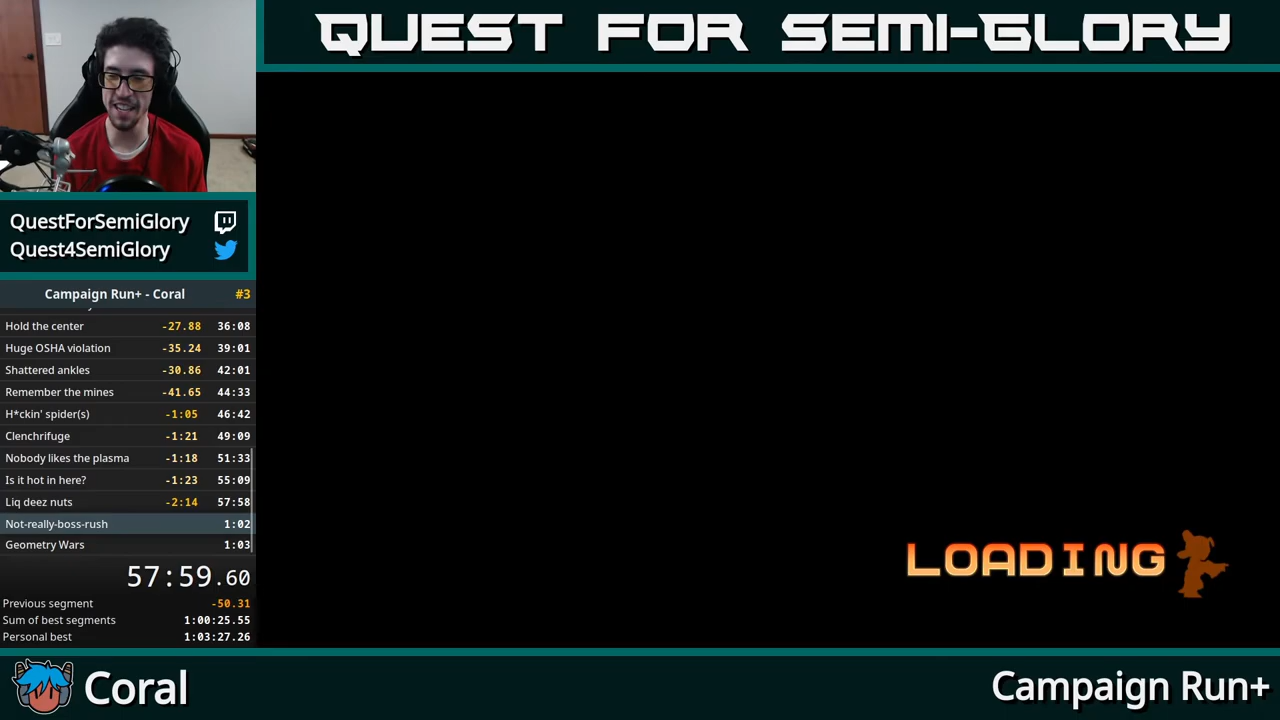 QUEST FOR SEMI-GLORY
QuestForSemiGlory
Quest4SemiGlory
Campaign Run+ - Coral #3
Hold the center -27.88 36:08
Huge OSHA violation -35.24 39:01
Shattered ankles -30.86 42:01
Remember the mines -41.65 44:33
H*ckin' spider(s) -1:05 46:42
Clenchrifuge -1:21 49:09
Nobody likes the plasma -1:18 51:33
Is it hot in here? -1:23 55:09
Liq deez nuts -2:14 57:58
Not-really-boss-rush 1:02
Geometry Wars 1:03
57:59.60
Previous segment -50.31
Sum of best segments 1:00:25.55
Personal best 1:03:27.26
LOADING
Coral
Campaign Run+